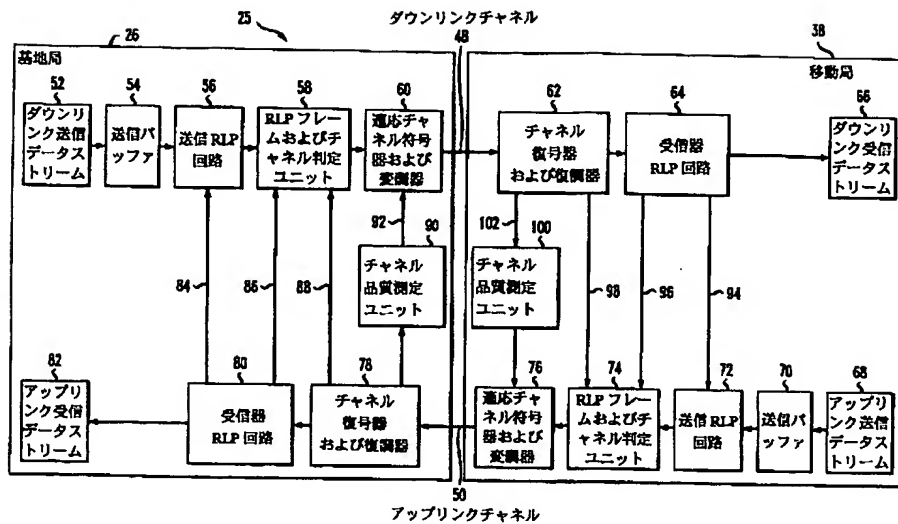 ダウンリンクチャネル
25
26
48
38
基地局
移動局
52
ダウンリ
ンク送信
データス
トリーム
54
送信バ
ッファ
56
送信RLP
回路
58
RLPフレー
ムおよびチャ
ネル判定
ユニット
60
適応チャ
ネル符号
器および
変調器
62
チャネル
復号器
および復調器
64
受信器
RLP回路
66
ダウンリ
ンク受信
データス
トリーム
92
90
チャネル
品質測定
ユニット
102
100
チャネル
品質測定
ユニット
84
86
88
98
96
94
82
アップリ
ンク受信
データス
トリーム
80
受信器
RLP回路
78
チャネル
復号器
および復調器
76
適応チャ
ネル符号
器および
変調器
74
RLPフレー
ムおよびチャ
ネル判定
ユニット
72
送信RLP
回路
70
送信バ
ッファ
68
アップリ
ンク送信
データス
トリーム
50
アップリンクチャネル